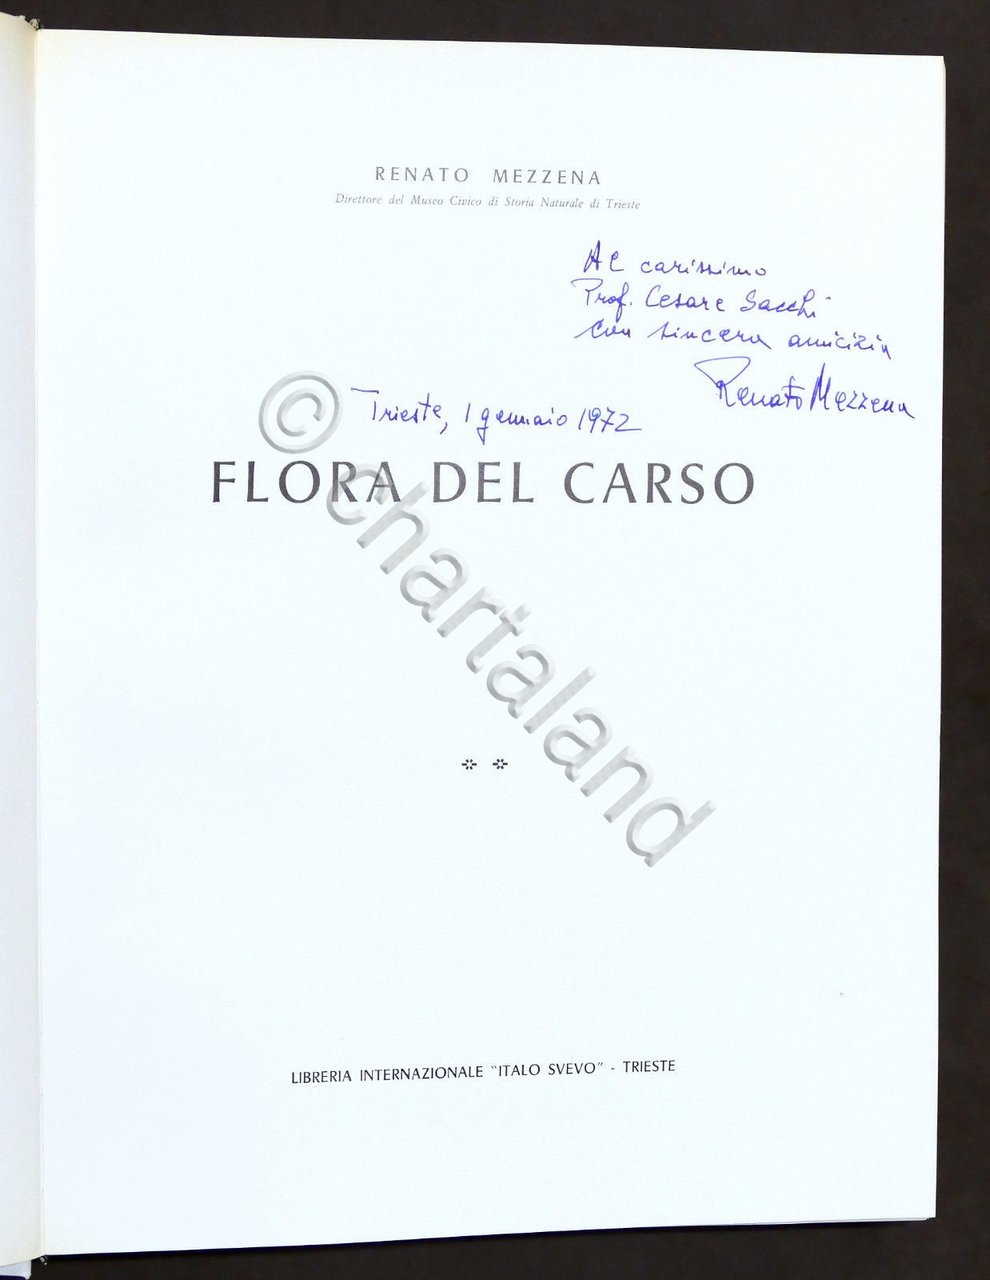 RENATO MEZZENA
Direttore del Museo Civico di Storia Naturale di Trieste
Al carissimo
Prof. Cesare Sacchi
con sincera amicizia
Renato Mezzena
Trieste, 1 gennaio 1972
FLORA DEL CARSO
© chartaland
LIBRERIA INTERNAZIONALE "ITALO SVEVO" - TRIESTE